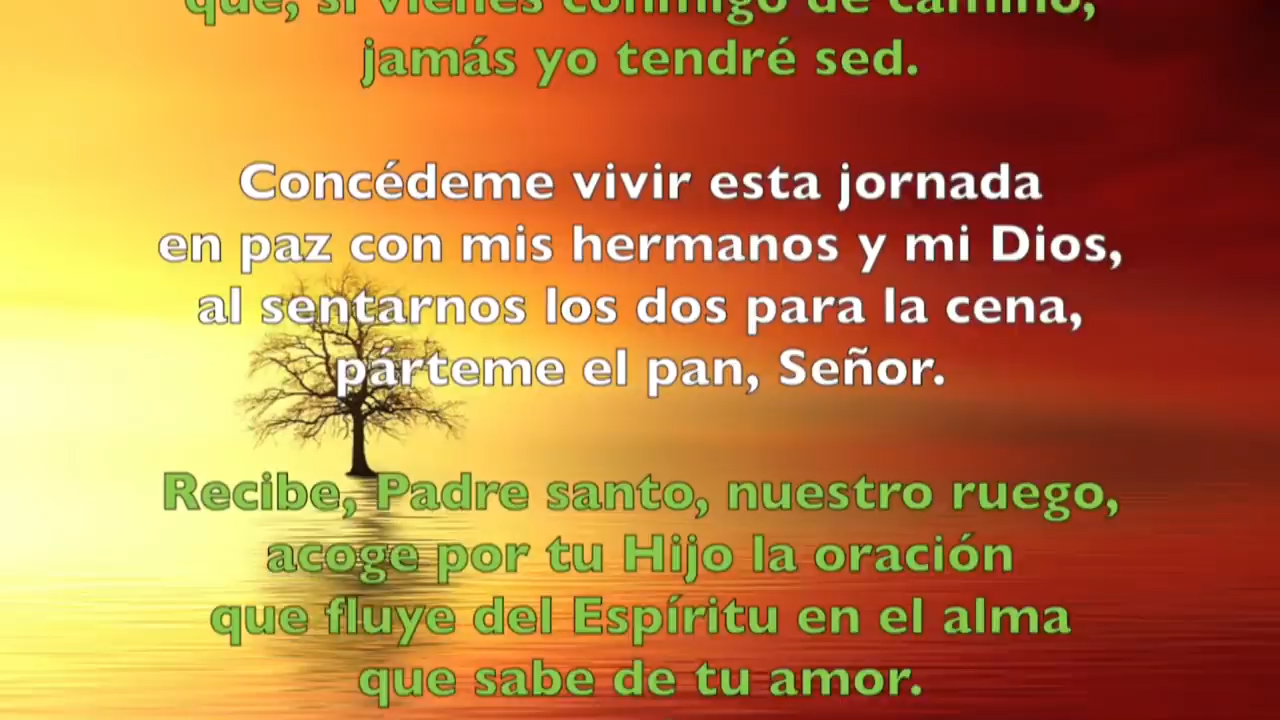 que, si vienes conmigo de camino,
jamás yo tendré sed.
Concédeme vivir esta jornada
en paz con mis hermanos y mi Dios,
al sentarnos los dos para la cena,
párteme el pan, Señor.
Recibe, Padre santo, nuestro ruego,
acoge por tu Hijo la oración
que fluye del Espíritu en el alma
que sabe de tu amor.